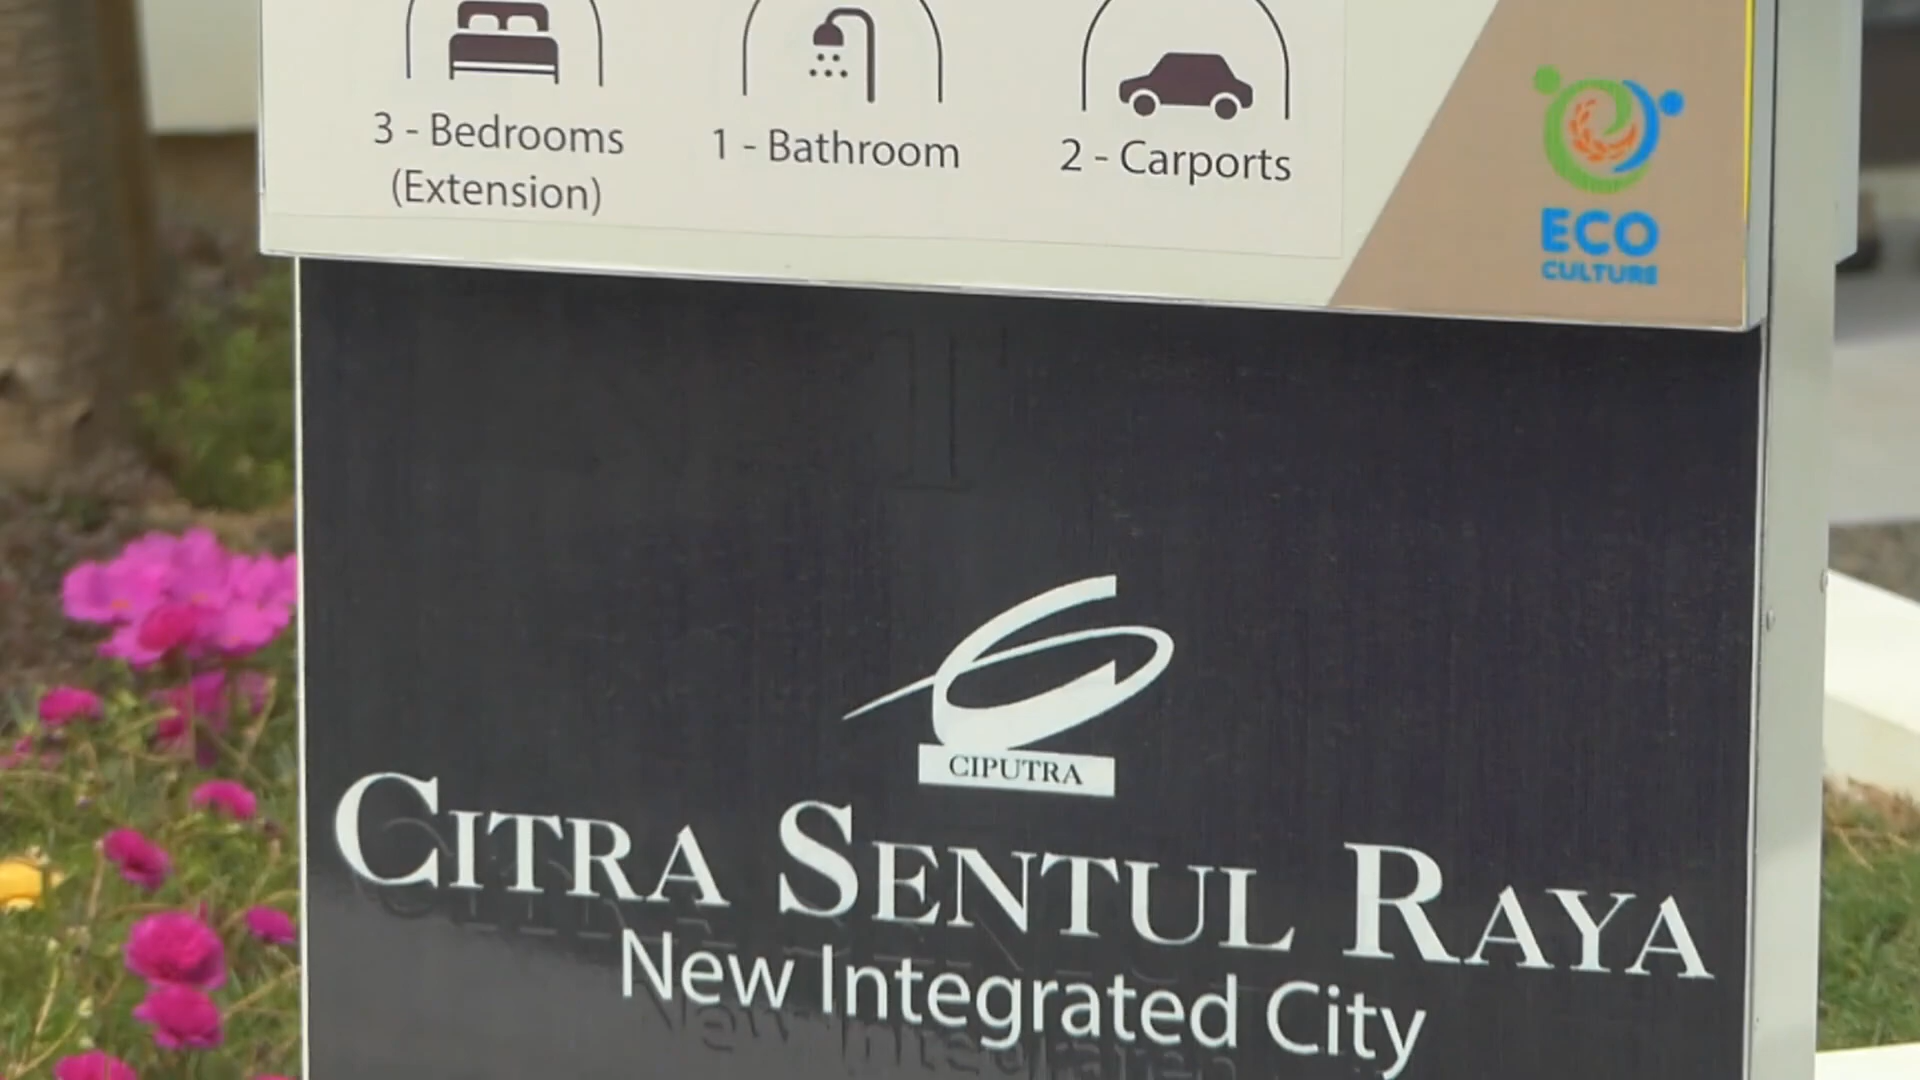 3 - Bedrooms
(Extension)
1 - Bathroom
2 - Carports
ECO
CULTURE
CIPUTRA
CITRA SENTUL RAYA
New Integrated City